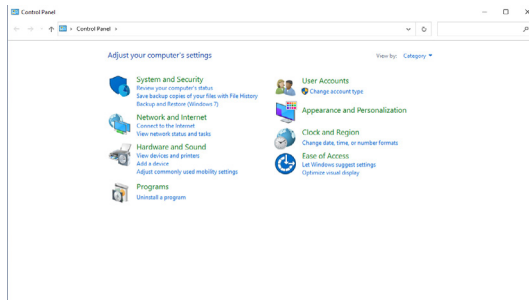 Control Panel
Control Panel
Adjust your computer's settings
View by: Category
System and Security
Review your computer's status
Save backup copies of your files with File History
Backup and Restore (Windows 7)
Network and Internet
Connect to the Internet
View network status and tasks
Hardware and Sound
View devices and printers
Add a device
Adjust commonly used mobility settings
Programs
Uninstall a program
User Accounts
Change account type
Appearance and Personalization
Clock and Region
Change date, time, or number formats
Ease of Access
Let Windows suggest settings
Optimize visual display